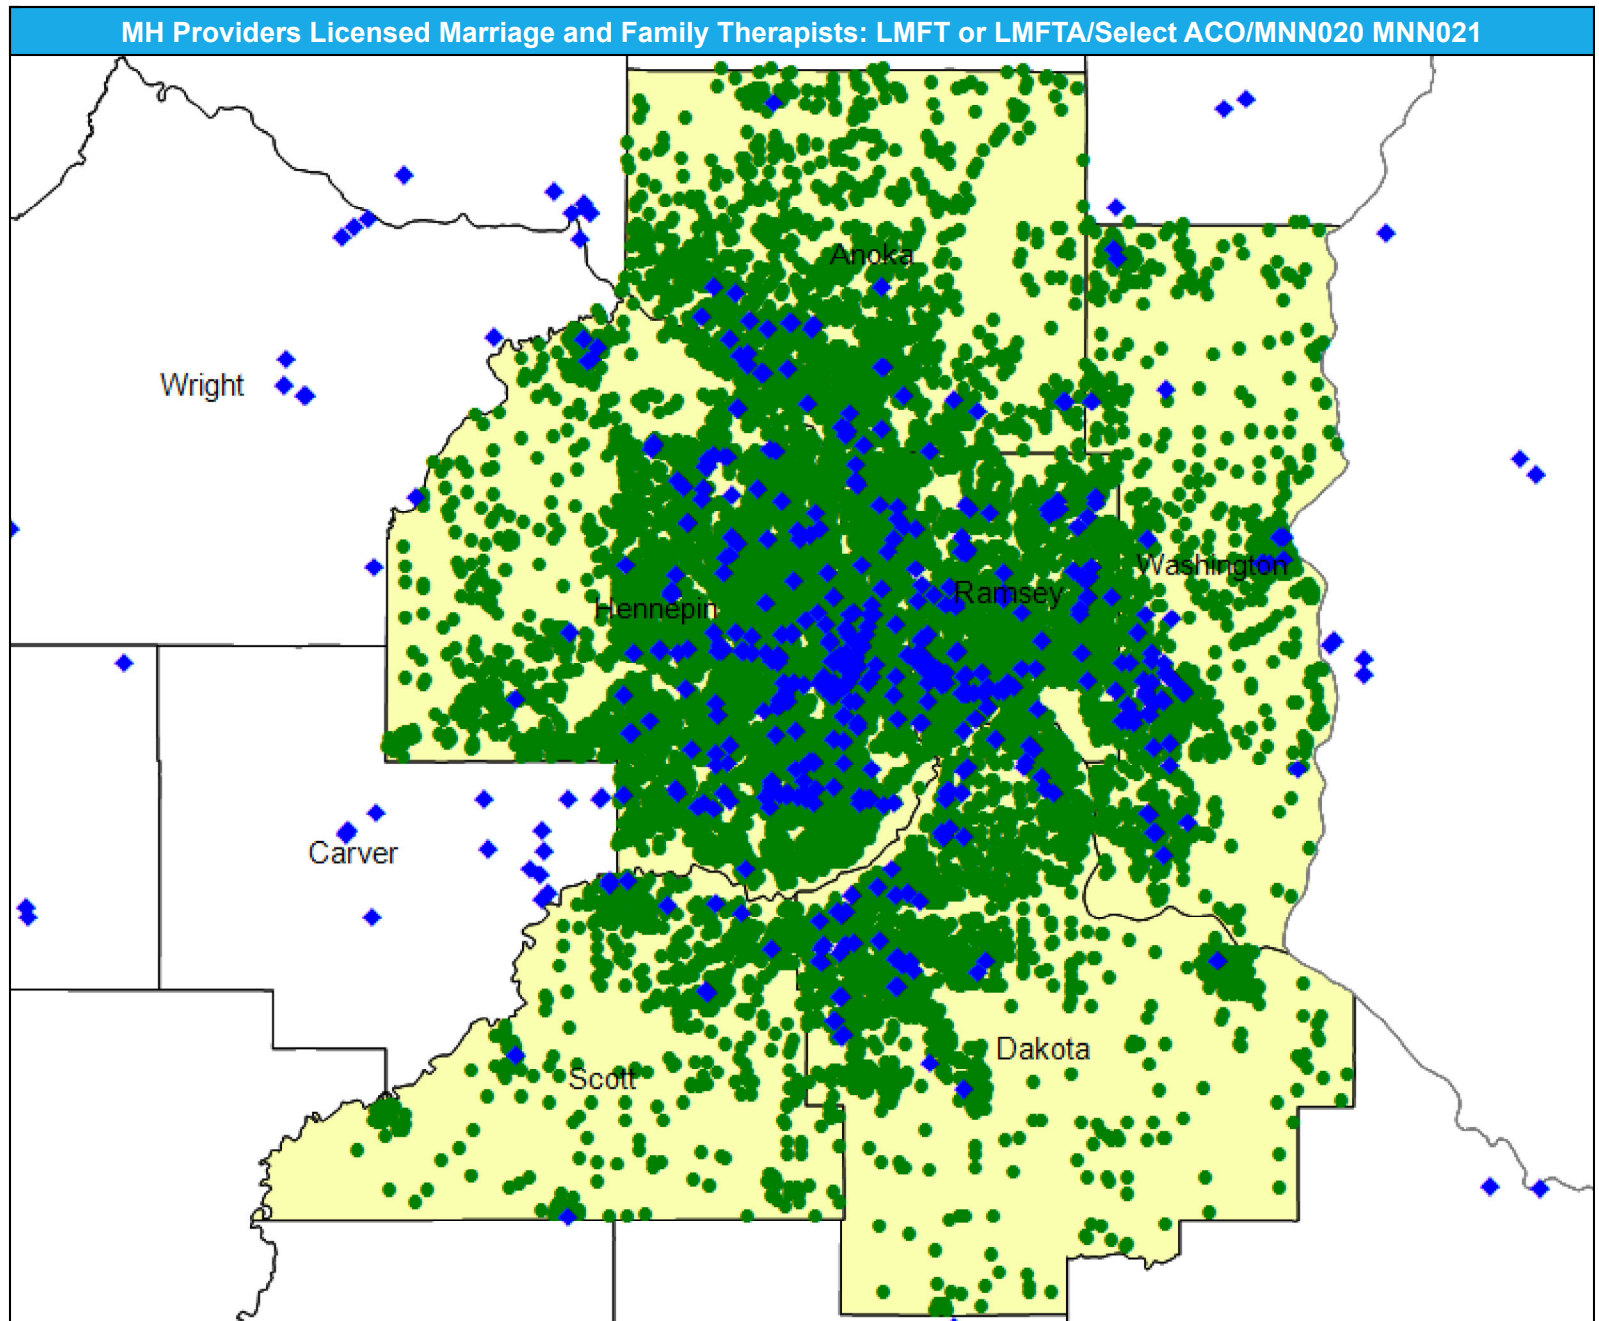 MH Providers Licensed Marriage and Family Therapists: LMFT or LMFTA/Select ACO/MNN020 MNN021
Anoka
Wright
Washington
Ramsey
Hennepin
Carver
Dakota
Scott